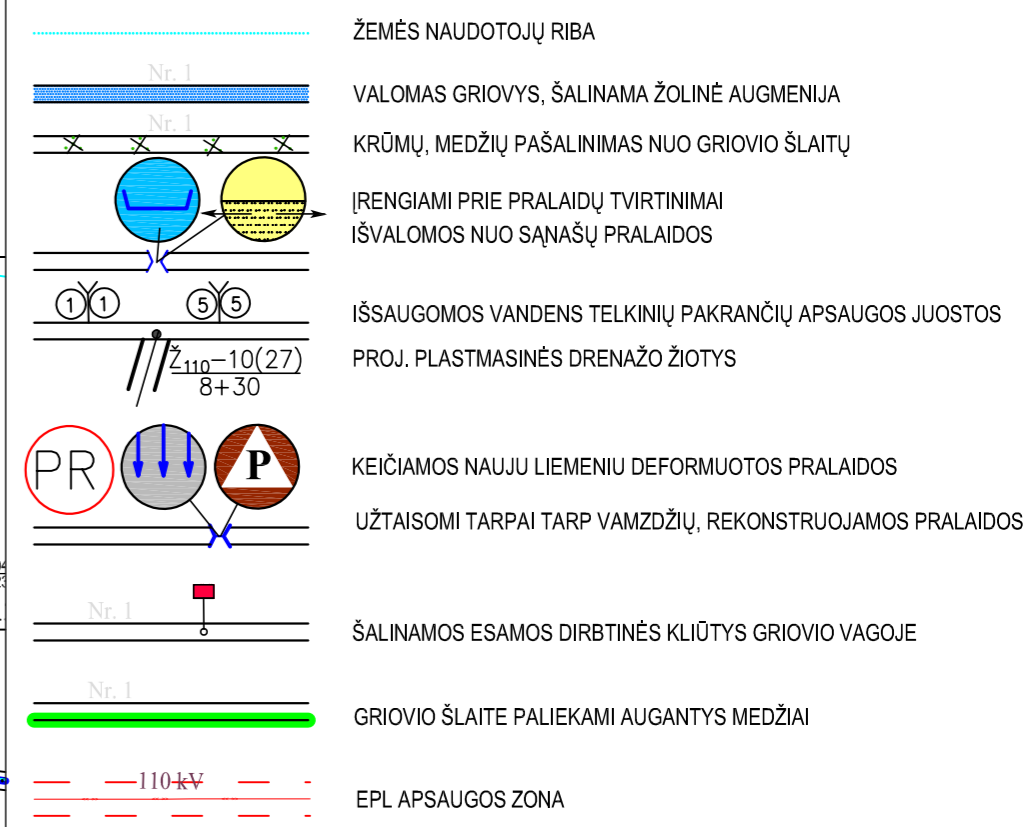 ŽEMĖS NAUDOTOJŲ RIBA
Nr. 1
VALOMAS GRIOVYS, ŠALINAMA ŽOLINĖ AUGMENIJA
Nr. 1
KRŪMŲ, MEDŽIŲ PAŠALINIMAS NUO GRIOVIO ŠLAITŲ
ĮRENGIAMI PRIE PRALAIDŲ TVIRTINIMAI
IŠVALOMOS NUO SĄNAŠŲ PRALAIDOS
1 1 5 5
IŠSAUGOMOS VANDENS TELKINIŲ PAKRANČIŲ APSAUGOS JUOSTOS
Ž110-10(27)
8+30
PROJ. PLASTMASINĖS DRENAŽO ŽIOTYS
PR P
KEIČIAMOS NAUJU LIEMENIU DEFORMUOTOS PRALAIDOS
UŽTAISOMI TARPAI TARP VAMZDŽIŲ, REKONSTRUOJAMOS PRALAIDOS
Nr. 1
ŠALINAMOS ESAMOS DIRBTINĖS KLIŪTYS GRIOVIO VAGOJE
Nr. 1
GRIOVIO ŠLAITE PALIEKAMI AUGANTYS MEDŽIAI
110 kV
EPL APSAUGOS ZONA